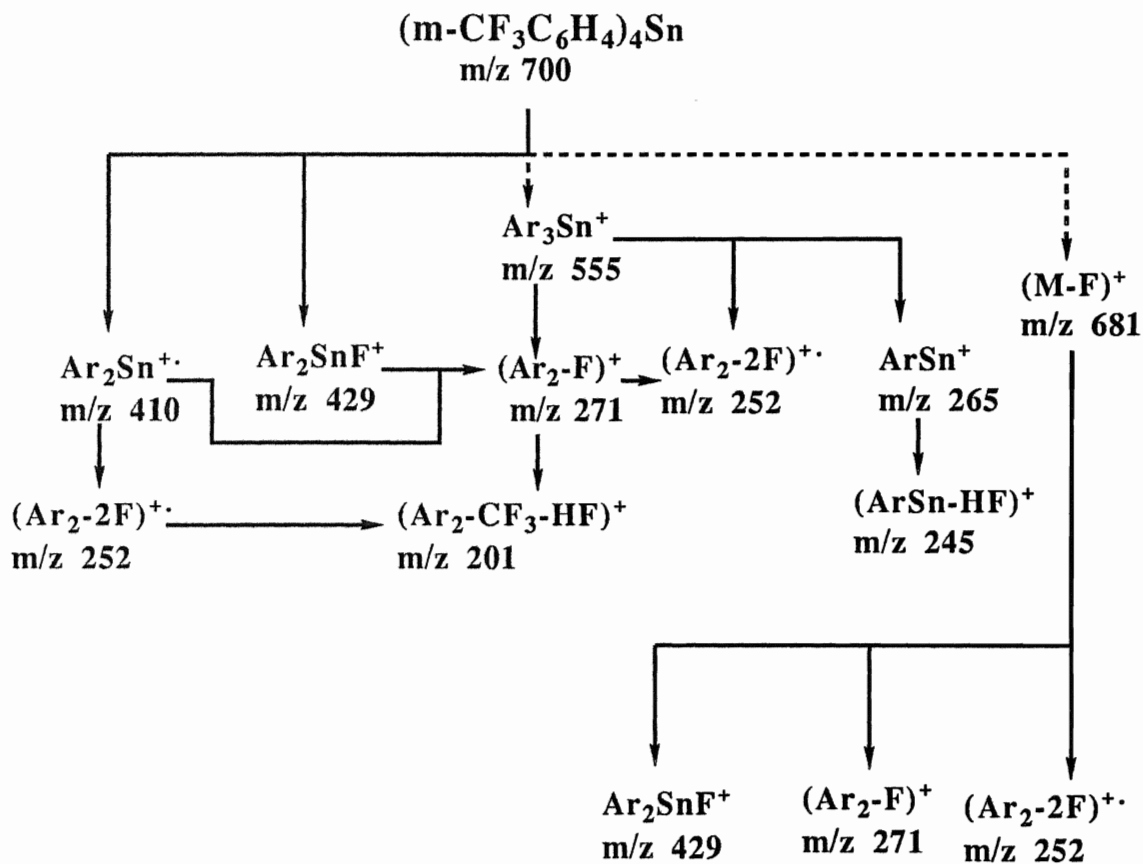 (m-CF₃C₆H₄)₄Sn
m/z 700
Ar₃Sn⁺
m/z 555
(M-F)⁺
m/z 681
Ar₂Sn⁺·
m/z 410
Ar₂SnF⁺
m/z 429
(Ar₂-F)⁺
m/z 271
(Ar₂-2F)⁺·
m/z 252
ArSn⁺
m/z 265
(Ar₂-2F)⁺·
m/z 252
(Ar₂-CF₃-HF)⁺
m/z 201
(ArSn-HF)⁺
m/z 245
Ar₂SnF⁺
m/z 429
(Ar₂-F)⁺
m/z 271
(Ar₂-2F)⁺·
m/z 252